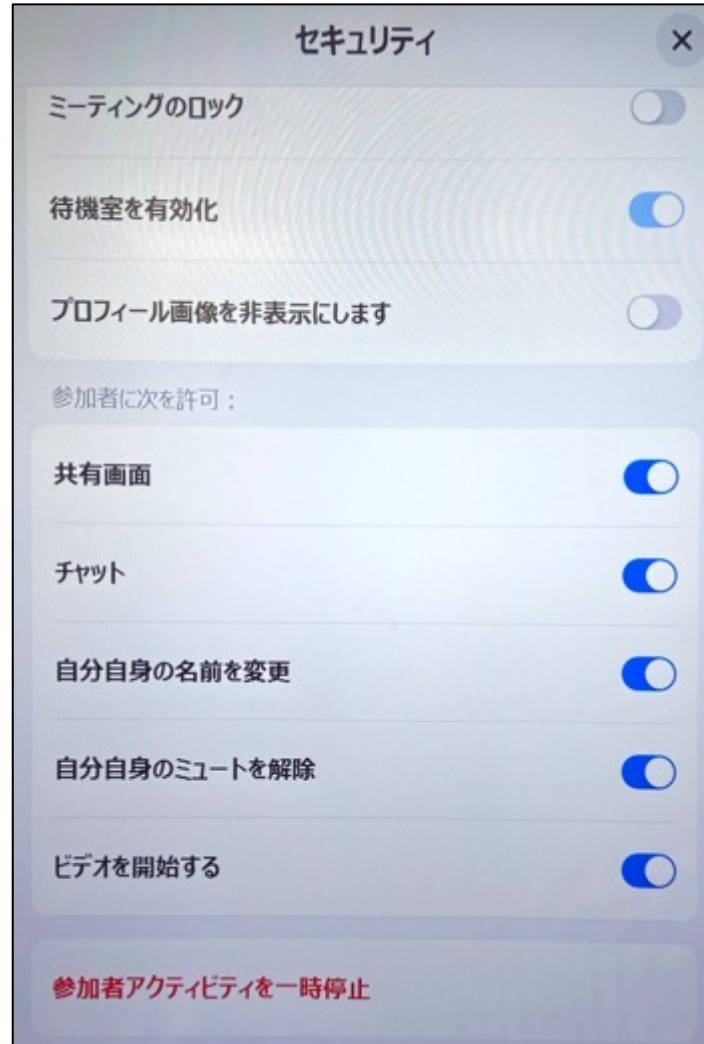 セキュリティ
ミーティングのロック
待機室を有効化
プロフィール画像を非表示にします
参加者に次を許可：
共有画面
チャット
自分自身の名前を変更
自分自身のミュートを解除
ビデオを開始する
参加者アクティビティを一時停止